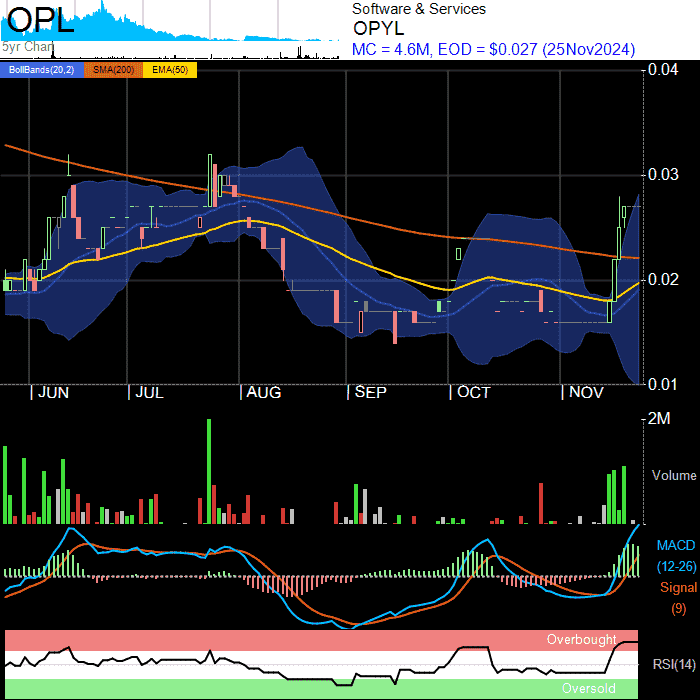 OPL
5yr Chart
Software & Services
OPYL
MC = 4.6M, EOD = $0.027 (25Nov2024)
BollBands(20,2) SMA(200) EMA(50)
0.04
0.03
0.02
0.01
JUN JUL AUG SEP OCT NOV
2M
Volume
MACD
(12-26)
Signal
(9)
Overbought
RSI(14)
Oversold